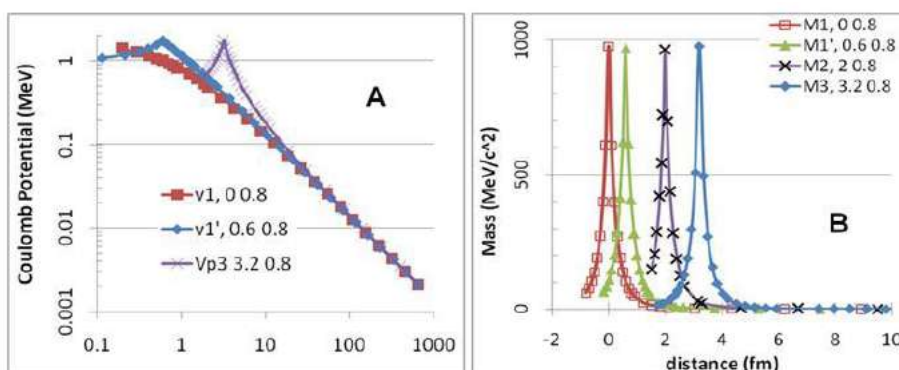 Coulomb Potential (MeV)
1
0.1
0.01
0.001
A
v1, 0 0.8
v1', 0.6 0.8
Vp3 3.2 0.8
0.1 1 10 100 1000
Mass (MeV/c^2)
1000
500
0
M1, 0 0.8
M1', 0.6 0.8
M2, 2 0.8
M3, 3.2 0.8
B
-2 0 2 4 6 8 10
distance (fm)